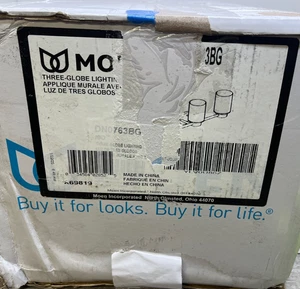 MO
3BG
THREE-GLOBE LIGHTIN
APPLIQUE MURALE AVE
LUZ DE TRES GLOBOS
763BG
MADE IN CHINA
FABRIQUÉ EN CHIN
HECHO EN CHINA
Moen Incorporated North Olmsted, Ohio 44070
Buy it for looks. Buy it for life.®